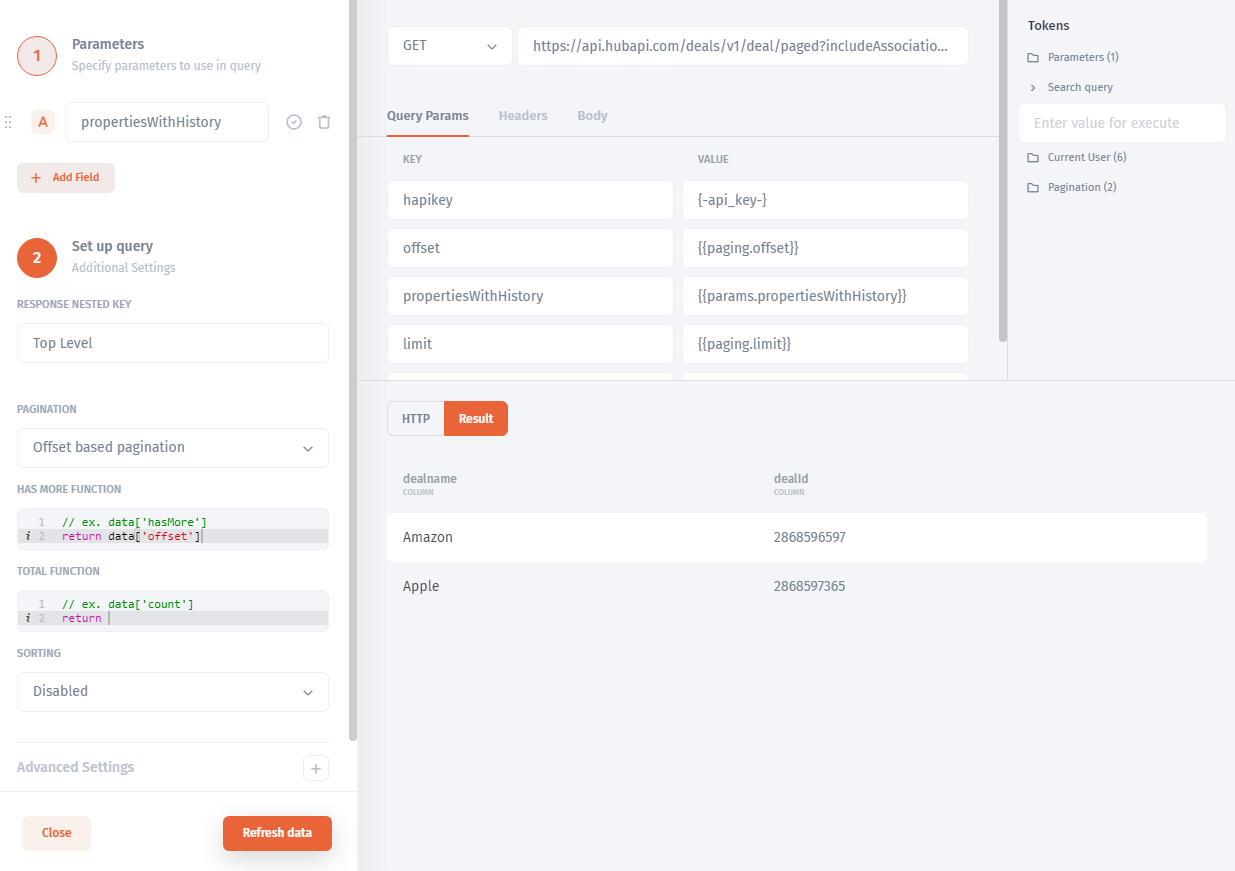 1
Parameters
Specify parameters to use in query
A
propertiesWithHistory
+ Add Field
2
Set up query
Additional Settings
RESPONSE NESTED KEY
Top Level
PAGINATION
Offset based pagination
HAS MORE FUNCTION
1 // ex. data['hasMore']
i 2 return data['offset']
TOTAL FUNCTION
1 // ex. data['count']
i 2 return
SORTING
Disabled
Advanced Settings
+
Close
Refresh data
GET
https://api.hubapi.com/deals/v1/deal/paged?includeAssociatio...
Query Params Headers Body
KEY VALUE
hapikey {-api_key-}
offset {{paging.offset}}
propertiesWithHistory {{params.propertiesWithHistory}}
limit {{paging.limit}}
Tokens
Parameters (1)
Search query
Enter value for execute
Current User (6)
Pagination (2)
HTTP Result
dealname dealId
COLUMN COLUMN
Amazon 2868596597
Apple 2868597365